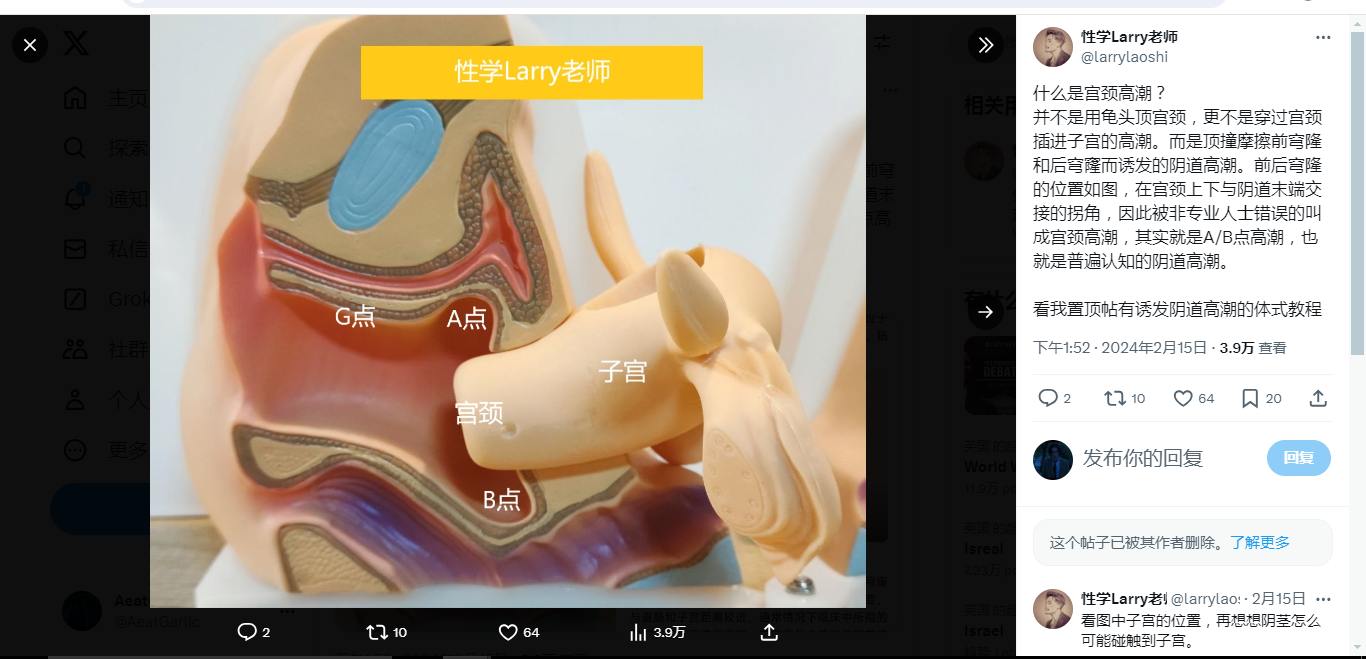 性学Larry老师
G点
A点
子宫
宫颈
B点
2
10
64
3.9万
主页
探索
1
通知
私信
Grok
社群
个人
更多
Aeat
@AeatGarlic
相关用
性学Larry老师
@larrylaoshi
什么是宫颈高潮？
并不是用龟头顶宫颈，更不是穿过宫颈
插进子宫的高潮。而是顶撞摩擦前穹隆
和后穹窿而诱发的阴道高潮。前后穹隆
的位置如图，在宫颈上下与阴道末端交
接的拐角，因此被非专业人士错误的叫
成宫颈高潮，其实就是A/B点高潮，也
就是普遍认知的阴道高潮。
看我置顶帖有诱发阴道高潮的体式教程
下午1:52 · 2024年2月15日 · 3.9万 查看
2
10
64
20
发布你的回复
回复
这个帖子已被其作者删除。了解更多
性学Larry老 @larrylao: · 2月15日
看图中子宫的位置，再想想阴茎怎么
可能碰触到子宫。